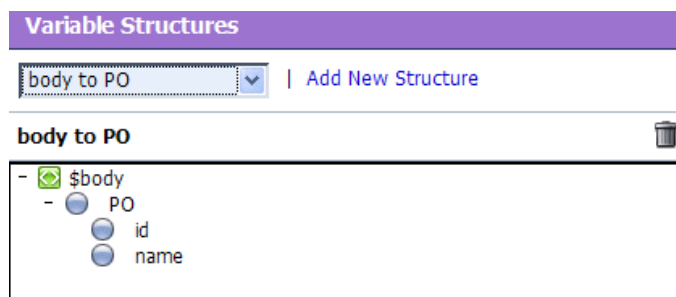 Variable Structures
body to PO | Add New Structure
body to PO
- $body
- PO
id
name